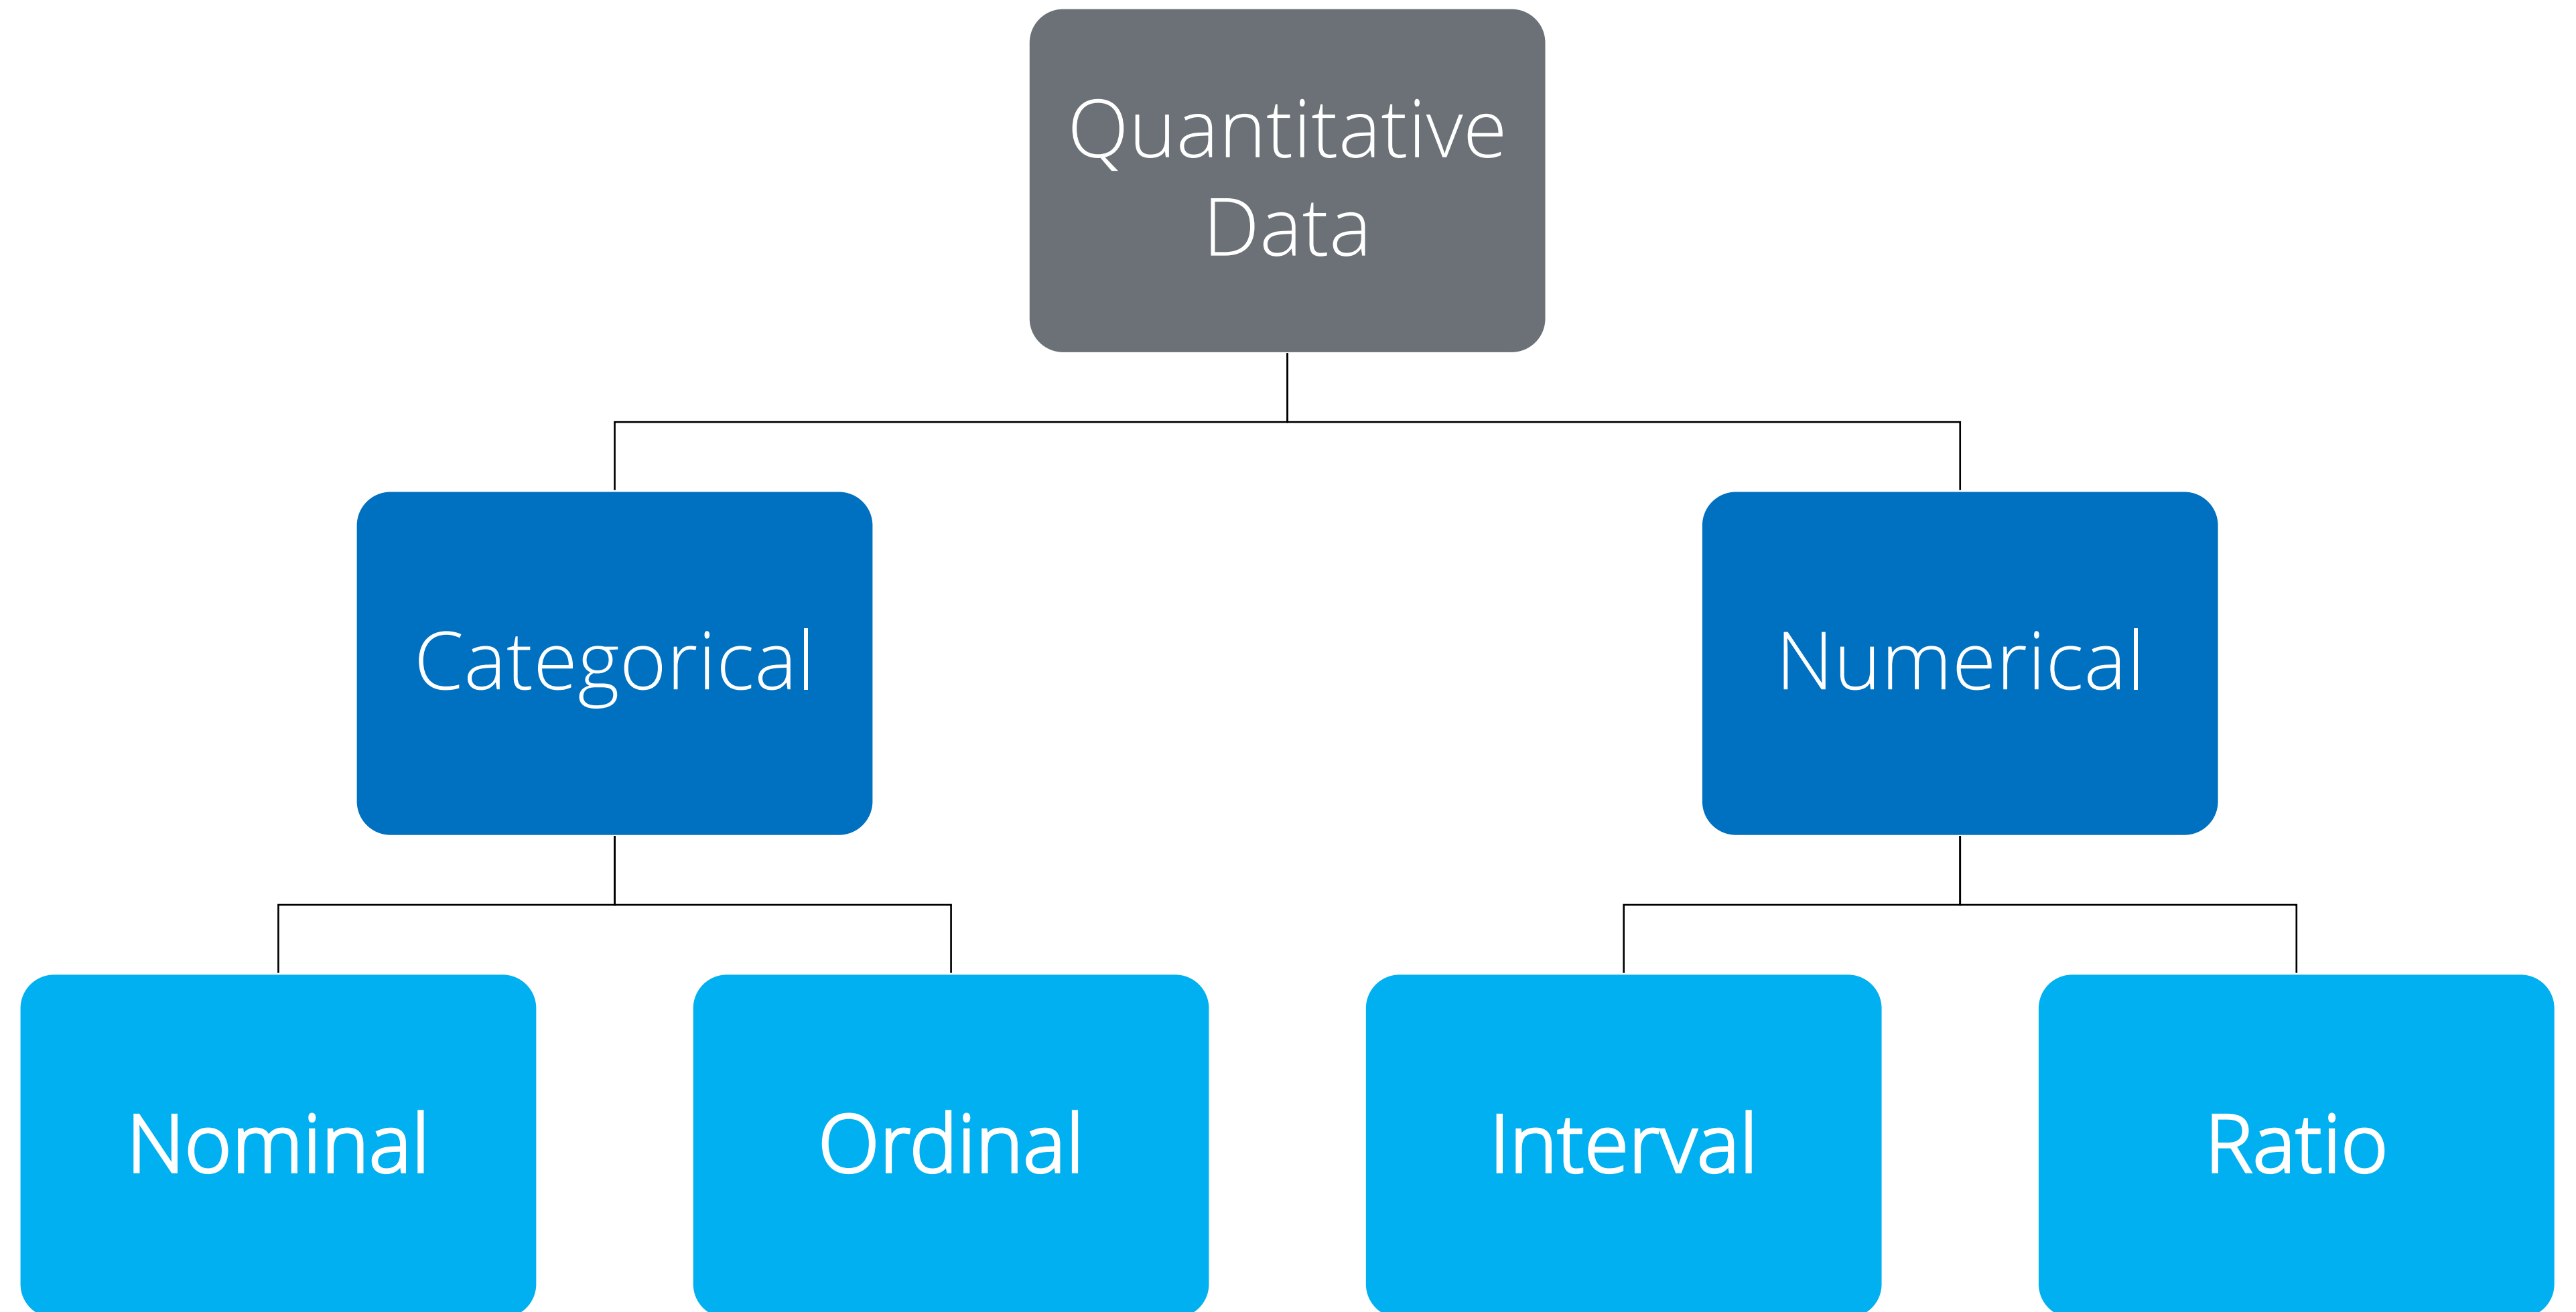 Quantitative
Data
Categorical
Numerical
Nominal
Ordinal
Interval
Ratio